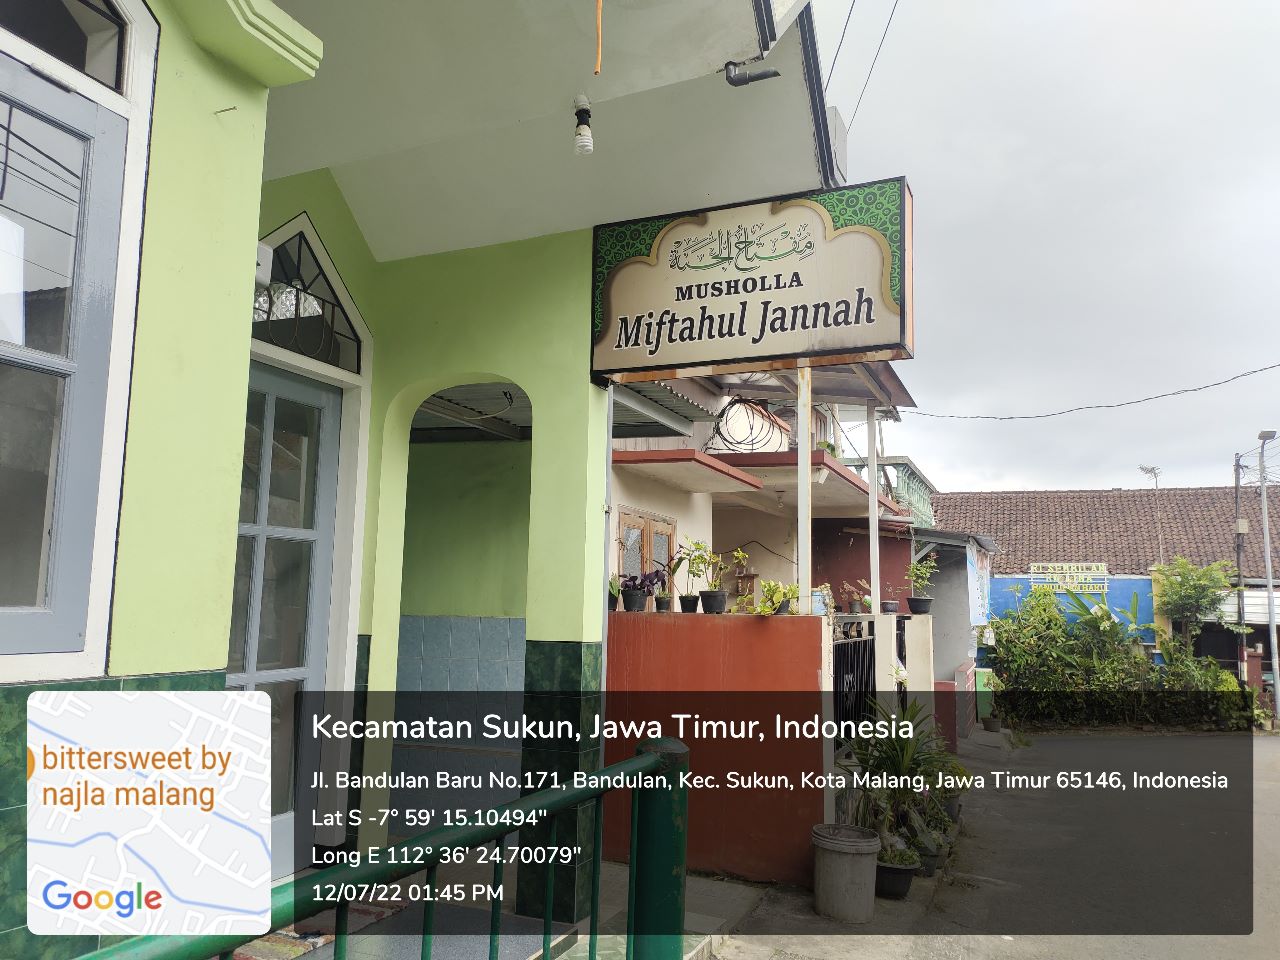 مفتاح الجنة
MUSHOLLA
Miftahul Jannah
Kecamatan Sukun, Jawa Timur, Indonesia
Jl. Bandulan Baru No.171, Bandulan, Kec. Sukun, Kota Malang, Jawa Timur 65146, Indonesia
Lat S -7° 59' 15.10494"
Long E 112° 36' 24.70079"
12/07/22 01:45 PM
bittersweet by
najla malang
Google